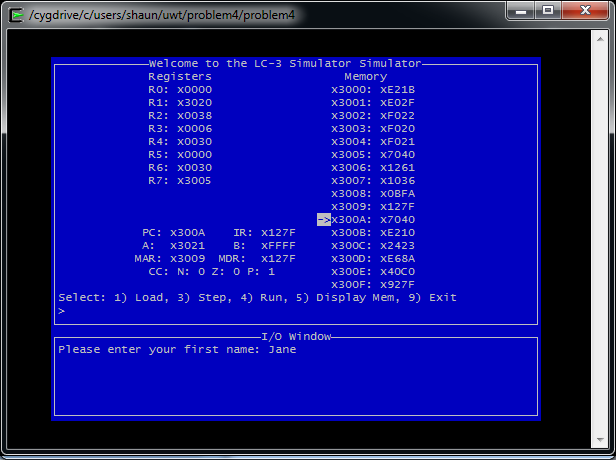 /cygdrive/c/users/shaun/uwt/problem4/problem4
Welcome to the LC-3 Simulator Simulator
Registers Memory
R0: x0000 x3000: xE21B
R1: x3020 x3001: xE02F
R2: x0038 x3002: xF022
R3: x0006 x3003: xF020
R4: x0030 x3004: xF021
R5: x0000 x3005: x7040
R6: x0030 x3006: x1261
R7: x3005 x3007: x1036
x3008: x0BFA
x3009: x127F
->x300A: x7040
PC: x300A IR: x127F x300B: xE210
A: x3021 B: xFFFF x300C: x2423
MAR: x3009 MDR: x127F x300D: xE68A
CC: N: 0 Z: 0 P: 1 x300E: x40C0
x300F: x927F
Select: 1) Load, 3) Step, 4) Run, 5) Display Mem, 9) Exit
>
I/O Window
Please enter your first name: Jane